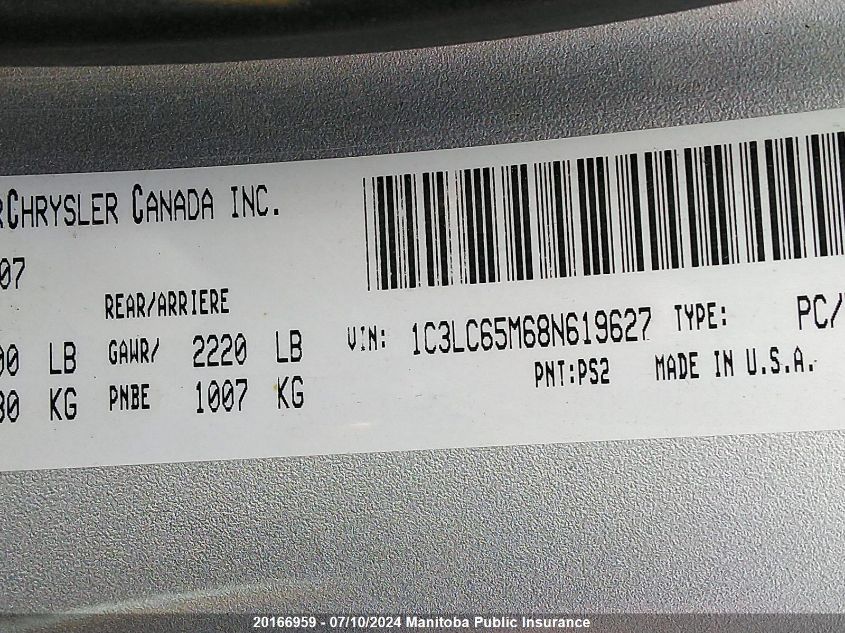 RCHRYSLER CANADA INC.
07
REAR/ARRIERE
00 LB GAWR/ 2220 LB
80 KG PNBE 1007 KG
VIN: 1C3LC65M68N619627 TYPE: PC/
PNT:PS2 MADE IN U.S.A.
20166959 - 07/10/2024 Manitoba Public Insurance